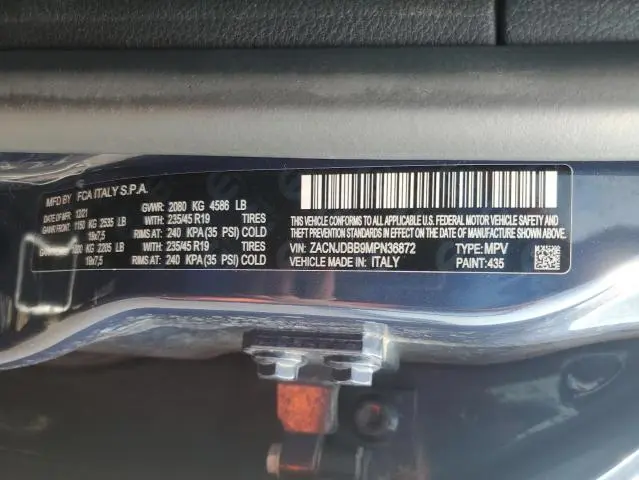 MFD BY FCA ITALY S.P.A.
DATE OF MFD: 12/21 GVWR: 2080 KG 4586 LB
GAWR FRONT: 1150 KG 2535 LB WITH: 235/45 R19 TIRES
19x7,5 RIMS AT: 240 KPA(35 PSI) COLD
KG 2205 LB WITH: 235/45 R19 TIRES
19x7,5 RIMS AT: 240 KPA(35 PSI) COLD
THIS VEHICLE CONFORMS TO ALL APPLICABLE
U.S. FEDERAL MOTOR VEHICLE SAFETY, BUMPER AND
THEFT PREVENTION STANDARDS IN EFFECT ON THE DATE
OF MANUFACTURE SHOWN ABOVE
VIN: ZACNJDBB9MPN36872 TYPE: MPV
VEHICLE MADE IN: ITALY PAINT: 435